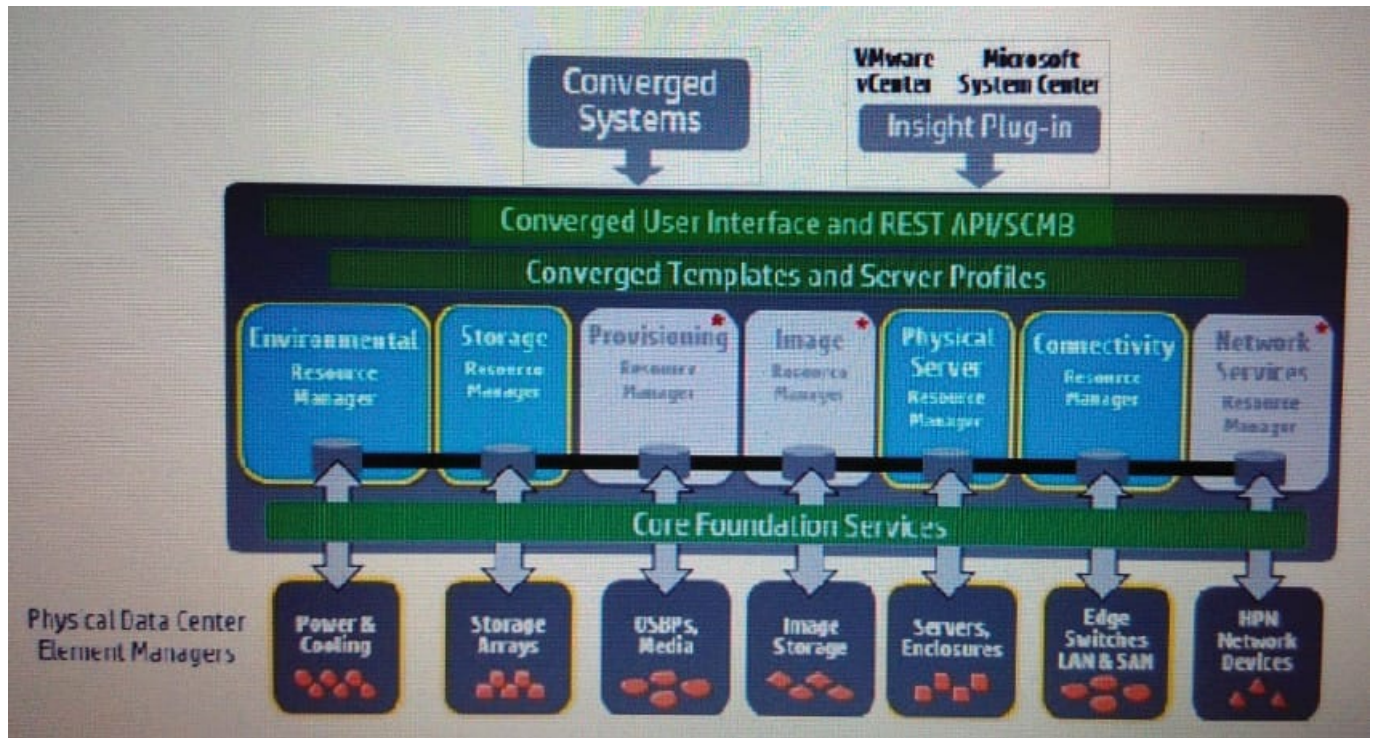 Converged
Systems
VMware
vCenter
Microsoft
System Center
Insight Plug-in
Converged User Interface and REST API/SCMB
Converged Templates and Server Profiles
Environmental
Resource
Manager
Storage
Resource
Manager
Provisioning
Resource
Manager
Image
Resource
Manager
Physical
Server
Resource
Manager
Connectivity
Resource
Manager
Network
Services
Resource
Manager
Core Foundation Services
Physical Data Center
Element Managers
Power &
Cooling
Storage
Arrays
OSBPs,
Media
Image
Storage
Servers,
Enclosures
Edge
Switches
LAN & SAN
HPN
Network
Devices